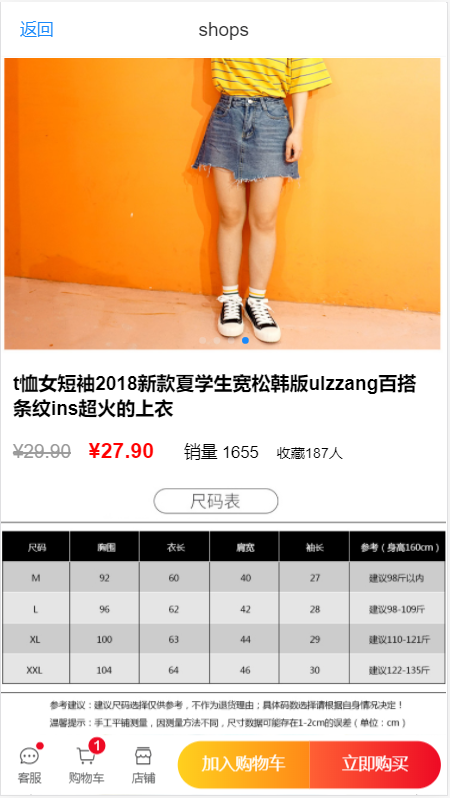 返回 shops
t恤女短袖2018新款夏学生宽松韩版ulzzang百搭
条纹ins超火的上衣
¥29.90 ¥27.90 销量 1655 收藏187人
尺码表
尺码 胸围 衣长 肩宽 袖长 参考（身高160cm）
M 92 60 40 27 建议98斤以内
L 96 62 42 28 建议98-109斤
XL 100 63 44 29 建议110-121斤
XXL 104 64 46 30 建议122-135斤
参考建议：建议尺码选择仅供参考，不作为退货理由；具体码数选择请根据自身情况决定！
温馨提示：手工平铺测量，因测量方法不同，尺寸数据可能存在1-2cm的误差（单位：cm）
1
客服 购物车 店铺 加入购物车 立即购买